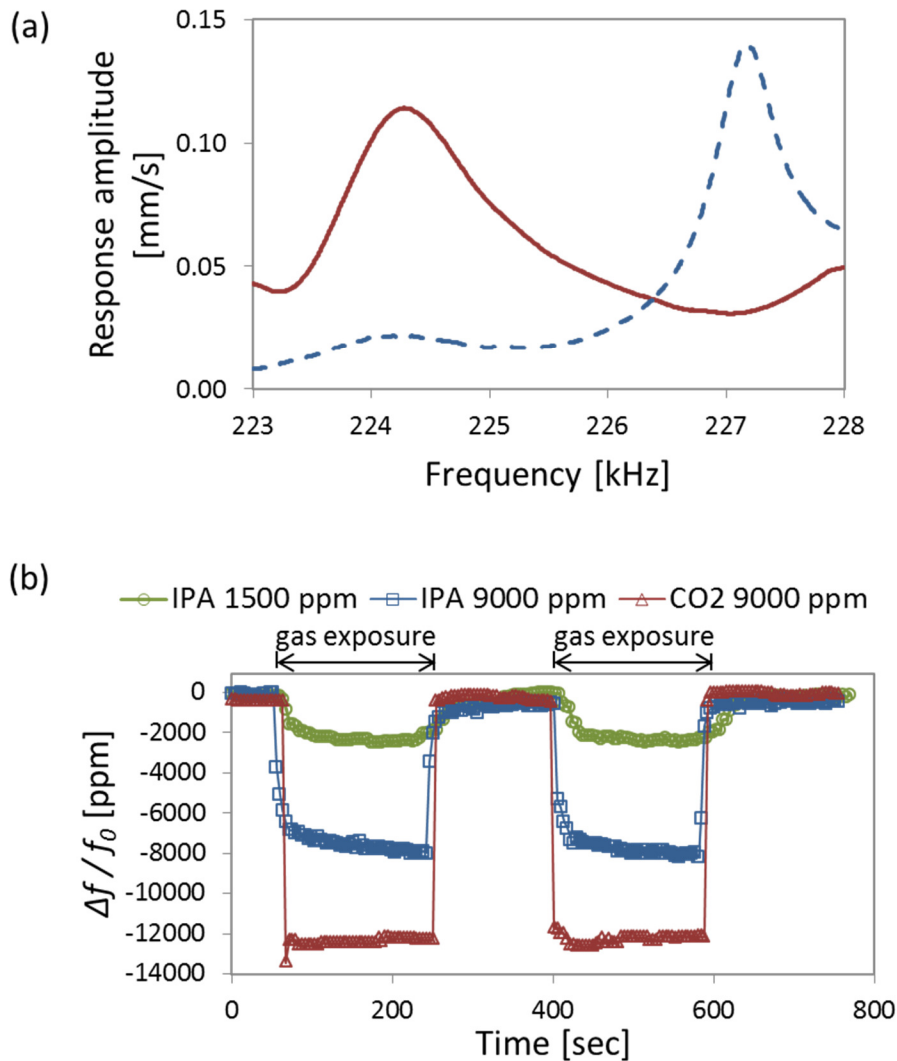 (a)
0.15
0.10
0.05
0.00
Response amplitude
[mm/s]
223 224 225 226 227 228
Frequency [kHz]
(b)
IPA 1500 ppm IPA 9000 ppm CO2 9000 ppm
gas exposure gas exposure
0
-2000
-4000
-6000
-8000
-10000
-12000
-14000
Δf / f0 [ppm]
0 200 400 600 800
Time [sec]